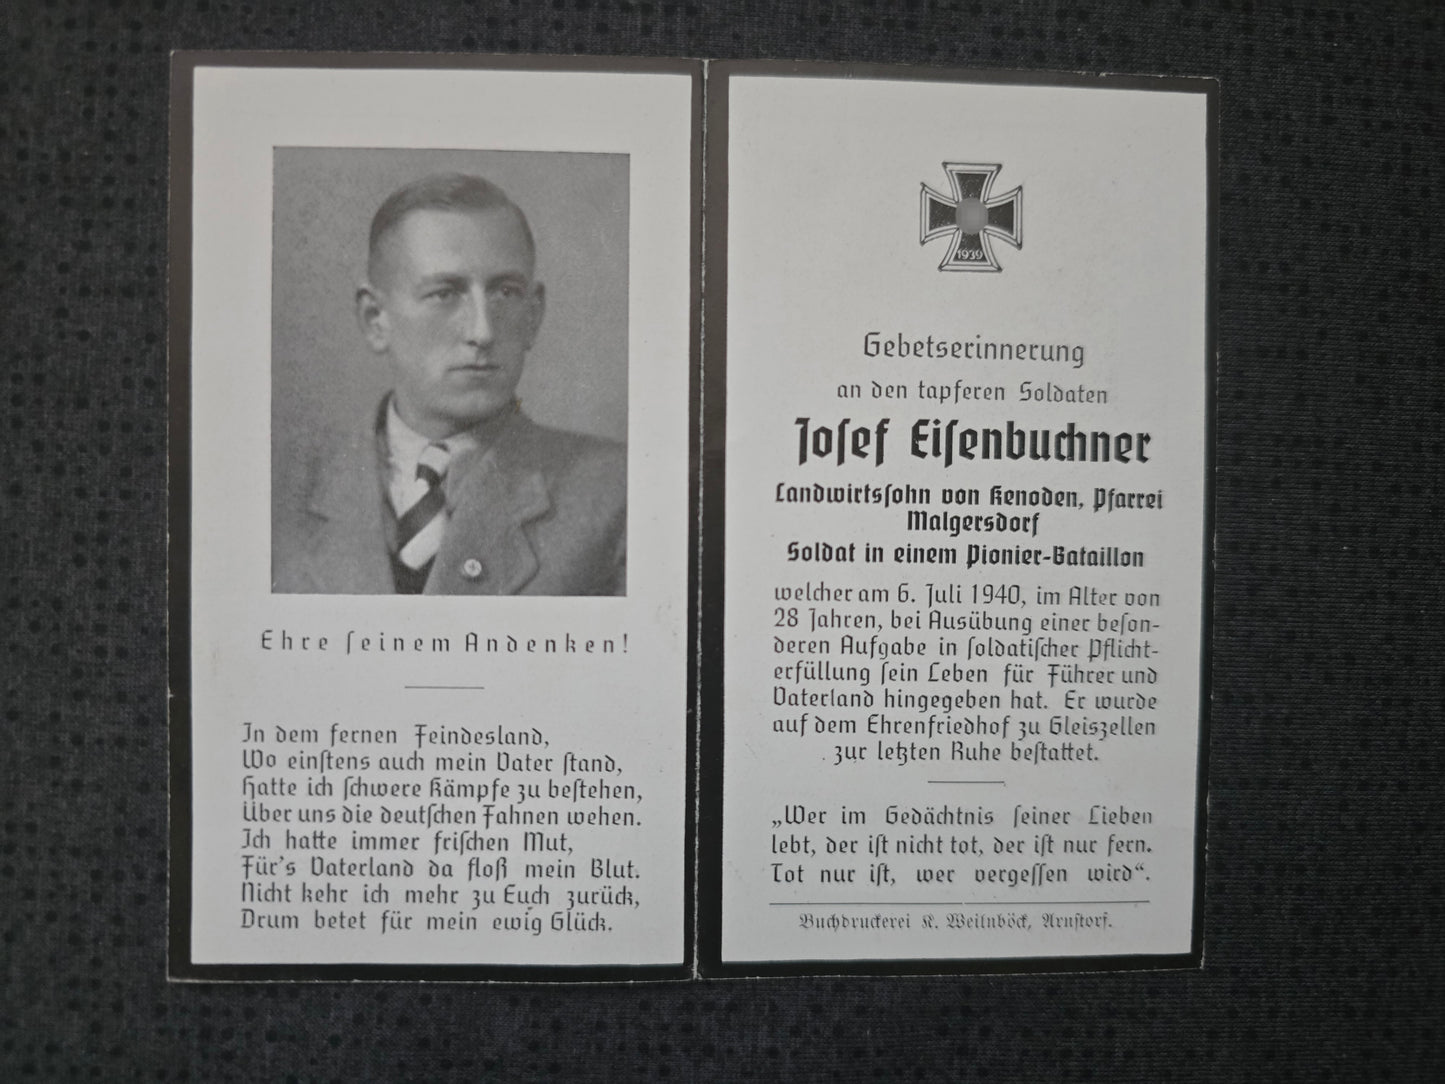 Ehre seinem Andenken!
In dem fernen Feindesland,
Wo einstens auch mein Vater stand,
Hatte ich schwere Kämpfe zu bestehen,
Über uns die deutschen Fahnen wehen.
Ich hatte immer frischen Mut,
Für's Vaterland da floß mein Blut.
Nicht kehr ich mehr zu Euch zurück,
Drum betet für mein ewig Glück.
1939
Gebetserinnerung
an den tapferen Soldaten
Josef Eisenbuchner
Landwirtssohn von Kenoden, Pfarrei
Malgersdorf
Soldat in einem Pionier-Bataillon
welcher am 6. Juli 1940, im Alter von
28 Jahren, bei Ausübung einer beson-
deren Aufgabe in soldatischer Pflicht-
erfüllung sein Leben für Führer und
Vaterland hingegeben hat. Er wurde
auf dem Ehrenfriedhof zu Gleiszellen
zur letzten Ruhe bestattet.
„Wer im Gedächtnis seiner Lieben
lebt, der ist nicht tot, der ist nur fern.
Tot nur ist, wer vergessen wird“.
Buchdruckerei K. Weilnböck, Arnstorf.